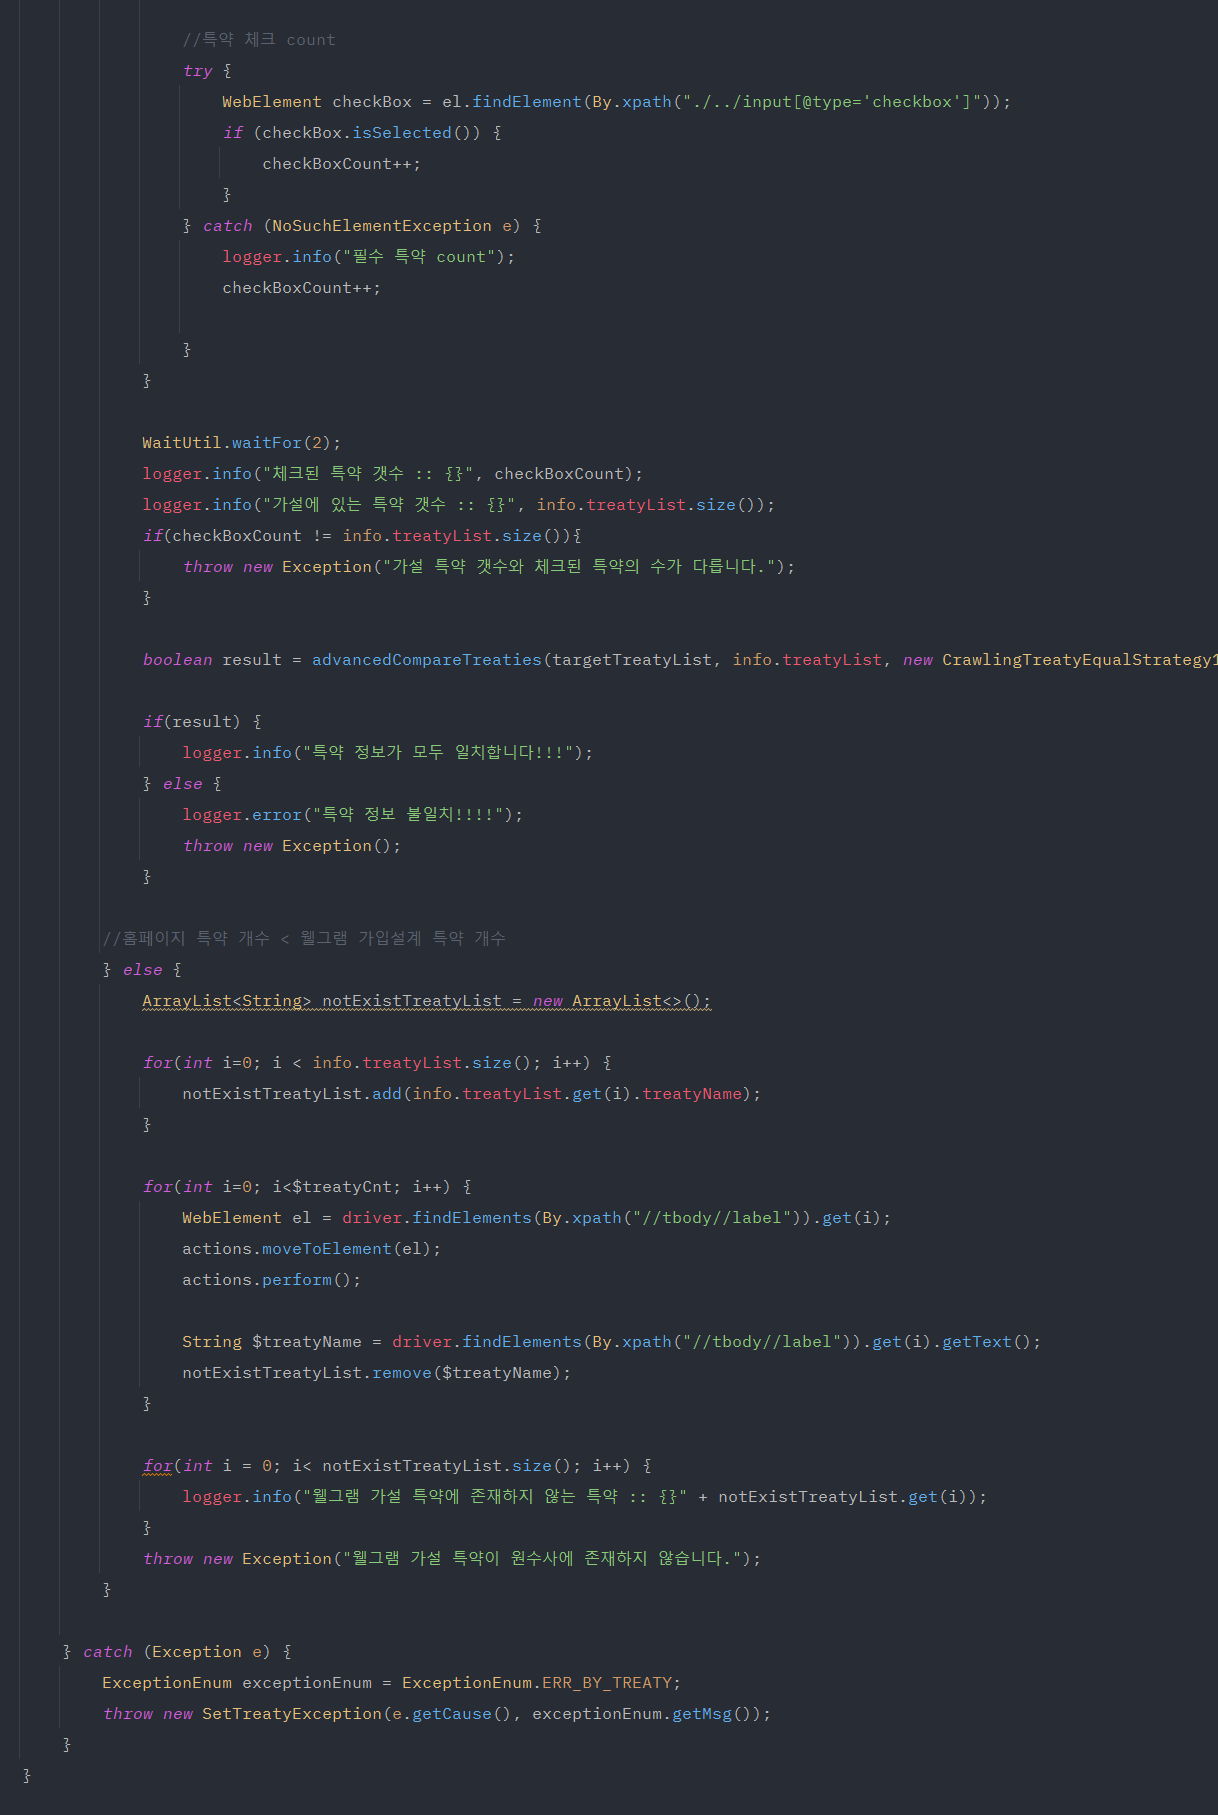 //특약 체크 count
try {
WebElement checkBox = el.findElement(By.xpath("./../input[@type='checkbox']"));
if (checkBox.isSelected()) {
checkBoxCount++;
}
} catch (NoSuchElementException e) {
logger.info("필수 특약 count");
checkBoxCount++;
}
}
WaitUtil.waitFor(2);
logger.info("체크된 특약 갯수 :: {}", checkBoxCount);
logger.info("가설에 있는 특약 갯수 :: {}", info.treatyList.size());
if(checkBoxCount != info.treatyList.size()){
throw new Exception("가설 특약 갯수와 체크된 특약의 수가 다릅니다.");
}
boolean result = advancedCompareTreaties(targetTreatyList, info.treatyList, new CrawlingTreatyEqualStrategy1
if(result) {
logger.info("특약 정보가 모두 일치합니다!!!");
} else {
logger.error("특약 정보 불일치!!!!");
throw new Exception();
}
//홈페이지 특약 개수 < 웰그램 가입설계 특약 개수
} else {
ArrayList<String> notExistTreatyList = new ArrayList<>();
for(int i=0; i < info.treatyList.size(); i++) {
notExistTreatyList.add(info.treatyList.get(i).treatyName);
}
for(int i=0; i<$treatyCnt; i++) {
WebElement el = driver.findElements(By.xpath("//tbody//label")).get(i);
actions.moveToElement(el);
actions.perform();
String $treatyName = driver.findElements(By.xpath("//tbody//label")).get(i).getText();
notExistTreatyList.remove($treatyName);
}
for(int i = 0; i< notExistTreatyList.size(); i++) {
logger.info("웰그램 가설 특약에 존재하지 않는 특약 :: {}" + notExistTreatyList.get(i));
}
throw new Exception("웰그램 가설 특약이 원수사에 존재하지 않습니다.");
}
} catch (Exception e) {
ExceptionEnum exceptionEnum = ExceptionEnum.ERR_BY_TREATY;
throw new SetTreatyException(e.getCause(), exceptionEnum.getMsg());
}
}